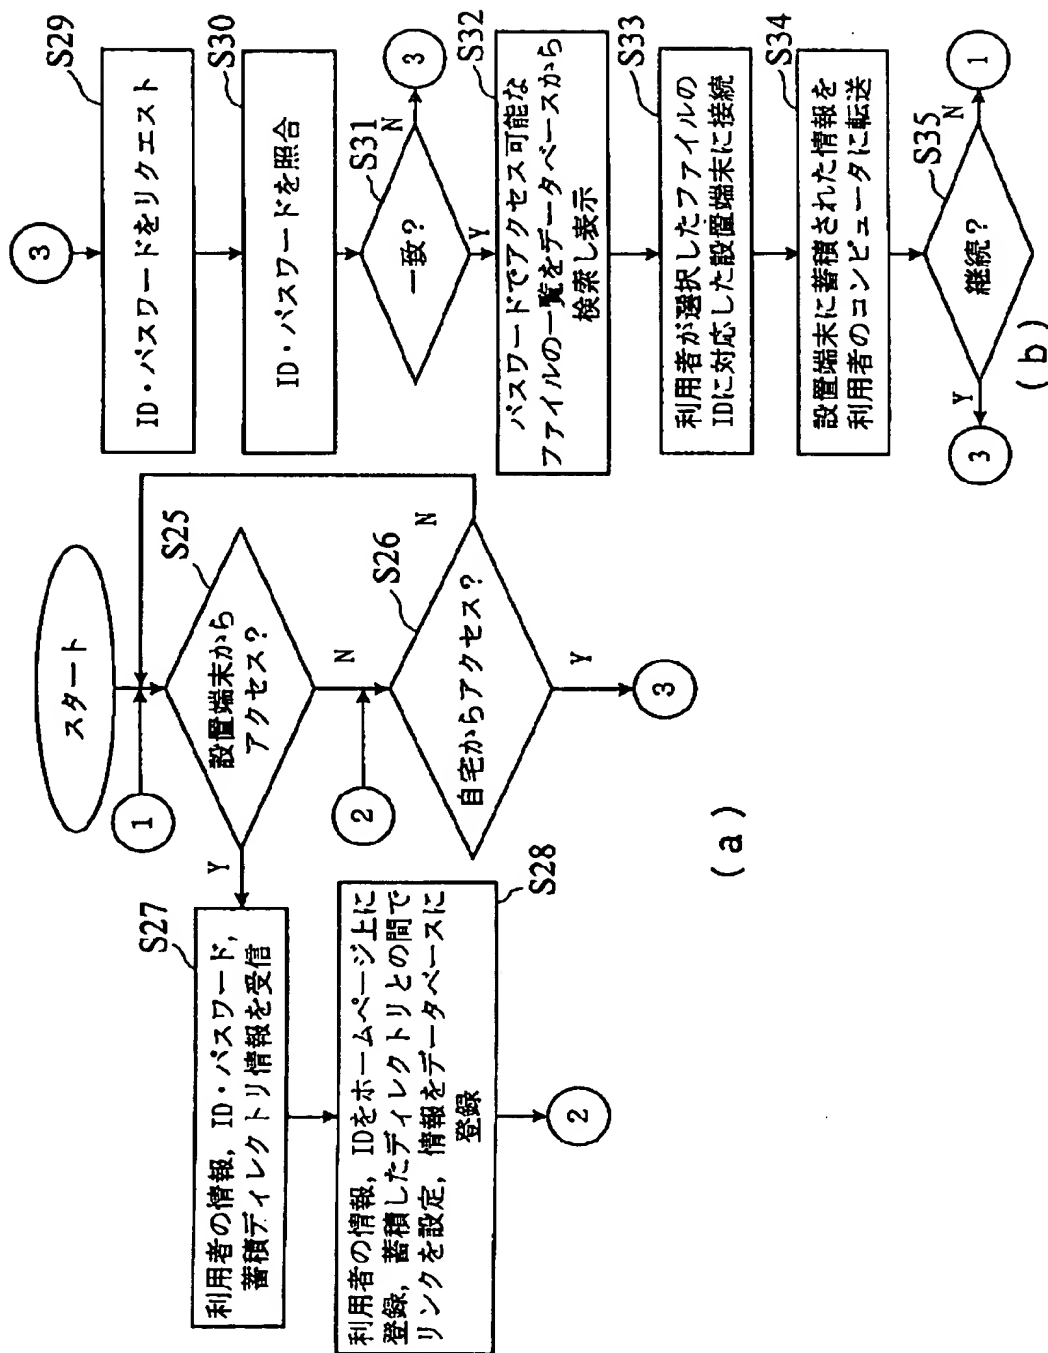 スタート
1
設置端末から
アクセス?
S25
Y
N
S27
利用者の情報, ID・パスワード,
蓄積ディレクトリ情報を受信
S28
利用者の情報, IDをホームページ上に
登録, 蓄積したディレクトリとの間で
リンクを設定, 情報をデータベースに
登録
2
2
自宅からアクセス?
S26
N
Y
3
(a)
3
S29
ID・パスワードをリクエスト
S30
ID・パスワードを照合
S31
一致?
N
3
Y
S32
パスワードでアクセス可能な
ファイルの一覧をデータベースから
検索し表示
S33
利用者が選択したファイルの
IDに対応した設置端末に接続
S34
設置端末に蓄積された情報を
利用者のコンピュータに転送
S35
継続?
Y
3
N
1
(b)